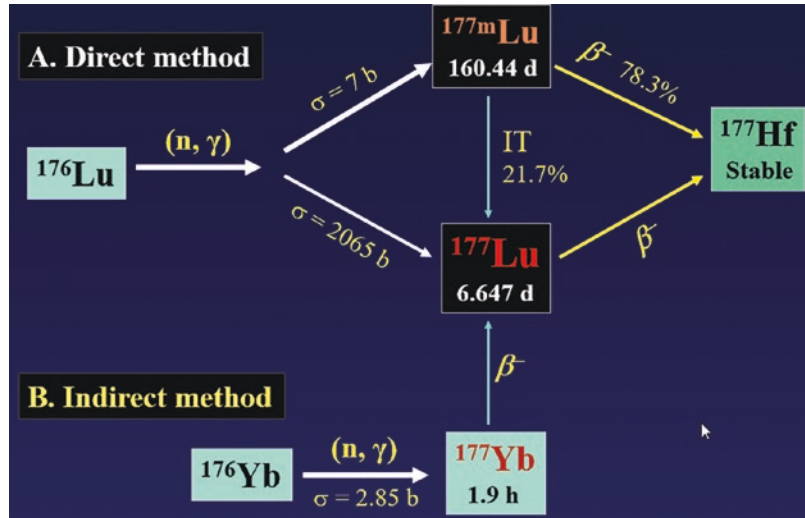 A. Direct method
¹⁷⁷ᵐLu
160.44 d
σ = 7 b
β⁻ 78.3%
(n, γ)
¹⁷⁶Lu
IT
21.7%
¹⁷⁷Hf
Stable
σ = 2065 b
¹⁷⁷Lu
6.647 d
β⁻
β⁻
B. Indirect method
¹⁷⁶Yb
(n, γ)
σ = 2.85 b
¹⁷⁷Yb
1.9 h